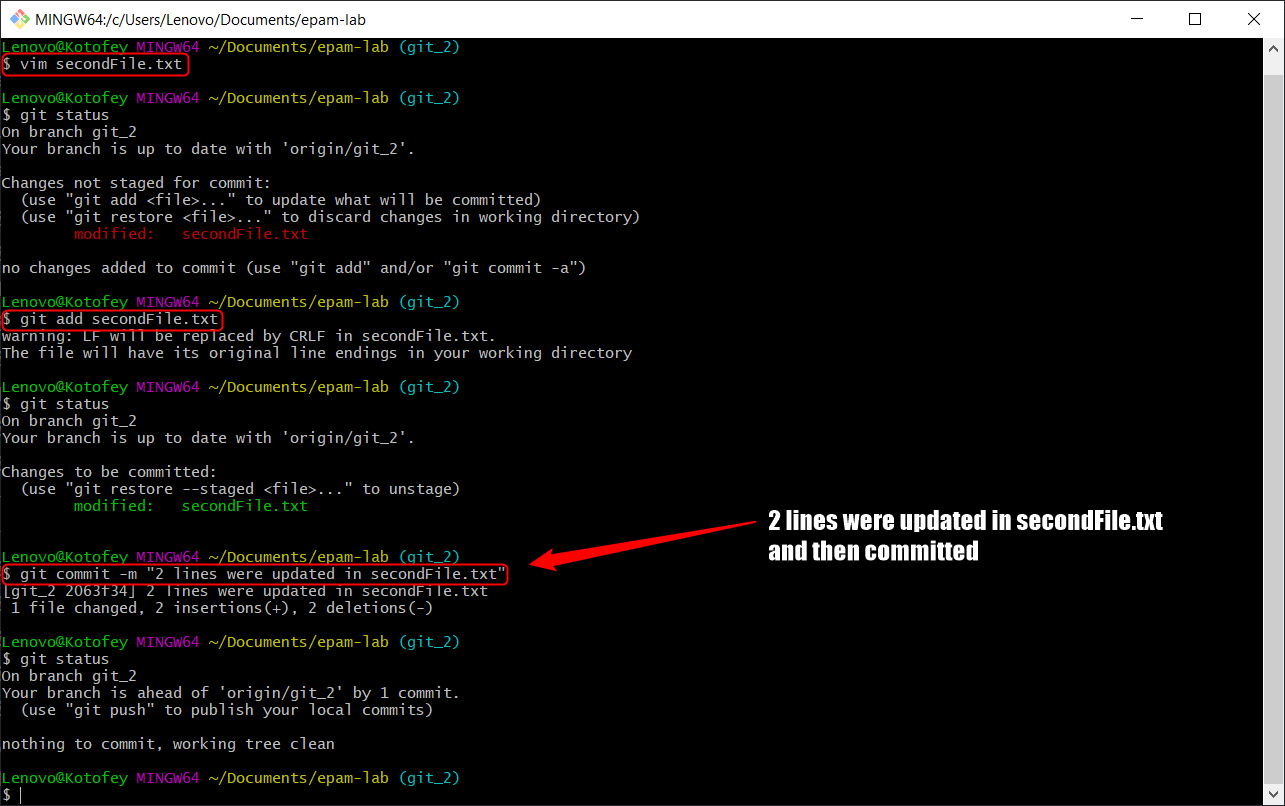 MINGW64:/c/Users/Lenovo/Documents/epam-lab
Lenovo@Kotofey MINGW64 ~/Documents/epam-lab (git_2)
$ vim secondFile.txt
Lenovo@Kotofey MINGW64 ~/Documents/epam-lab (git_2)
$ git status
On branch git_2
Your branch is up to date with 'origin/git_2'.
Changes not staged for commit:
  (use "git add <file>..." to update what will be committed)
  (use "git restore <file>..." to discard changes in working directory)
        modified:   secondFile.txt
no changes added to commit (use "git add" and/or "git commit -a")
Lenovo@Kotofey MINGW64 ~/Documents/epam-lab (git_2)
$ git add secondFile.txt
warning: LF will be replaced by CRLF in secondFile.txt.
The file will have its original line endings in your working directory
Lenovo@Kotofey MINGW64 ~/Documents/epam-lab (git_2)
$ git status
On branch git_2
Your branch is up to date with 'origin/git_2'.
Changes to be committed:
  (use "git restore --staged <file>..." to unstage)
        modified:   secondFile.txt
2 lines were updated in secondFile.txt
and then committed
Lenovo@Kotofey MINGW64 ~/Documents/epam-lab (git_2)
$ git commit -m "2 lines were updated in secondFile.txt"
[git_2 2063f34] 2 lines were updated in secondFile.txt
 1 file changed, 2 insertions(+), 2 deletions(-)
Lenovo@Kotofey MINGW64 ~/Documents/epam-lab (git_2)
$ git status
On branch git_2
Your branch is ahead of 'origin/git_2' by 1 commit.
  (use "git push" to publish your local commits)
nothing to commit, working tree clean
Lenovo@Kotofey MINGW64 ~/Documents/epam-lab (git_2)
$